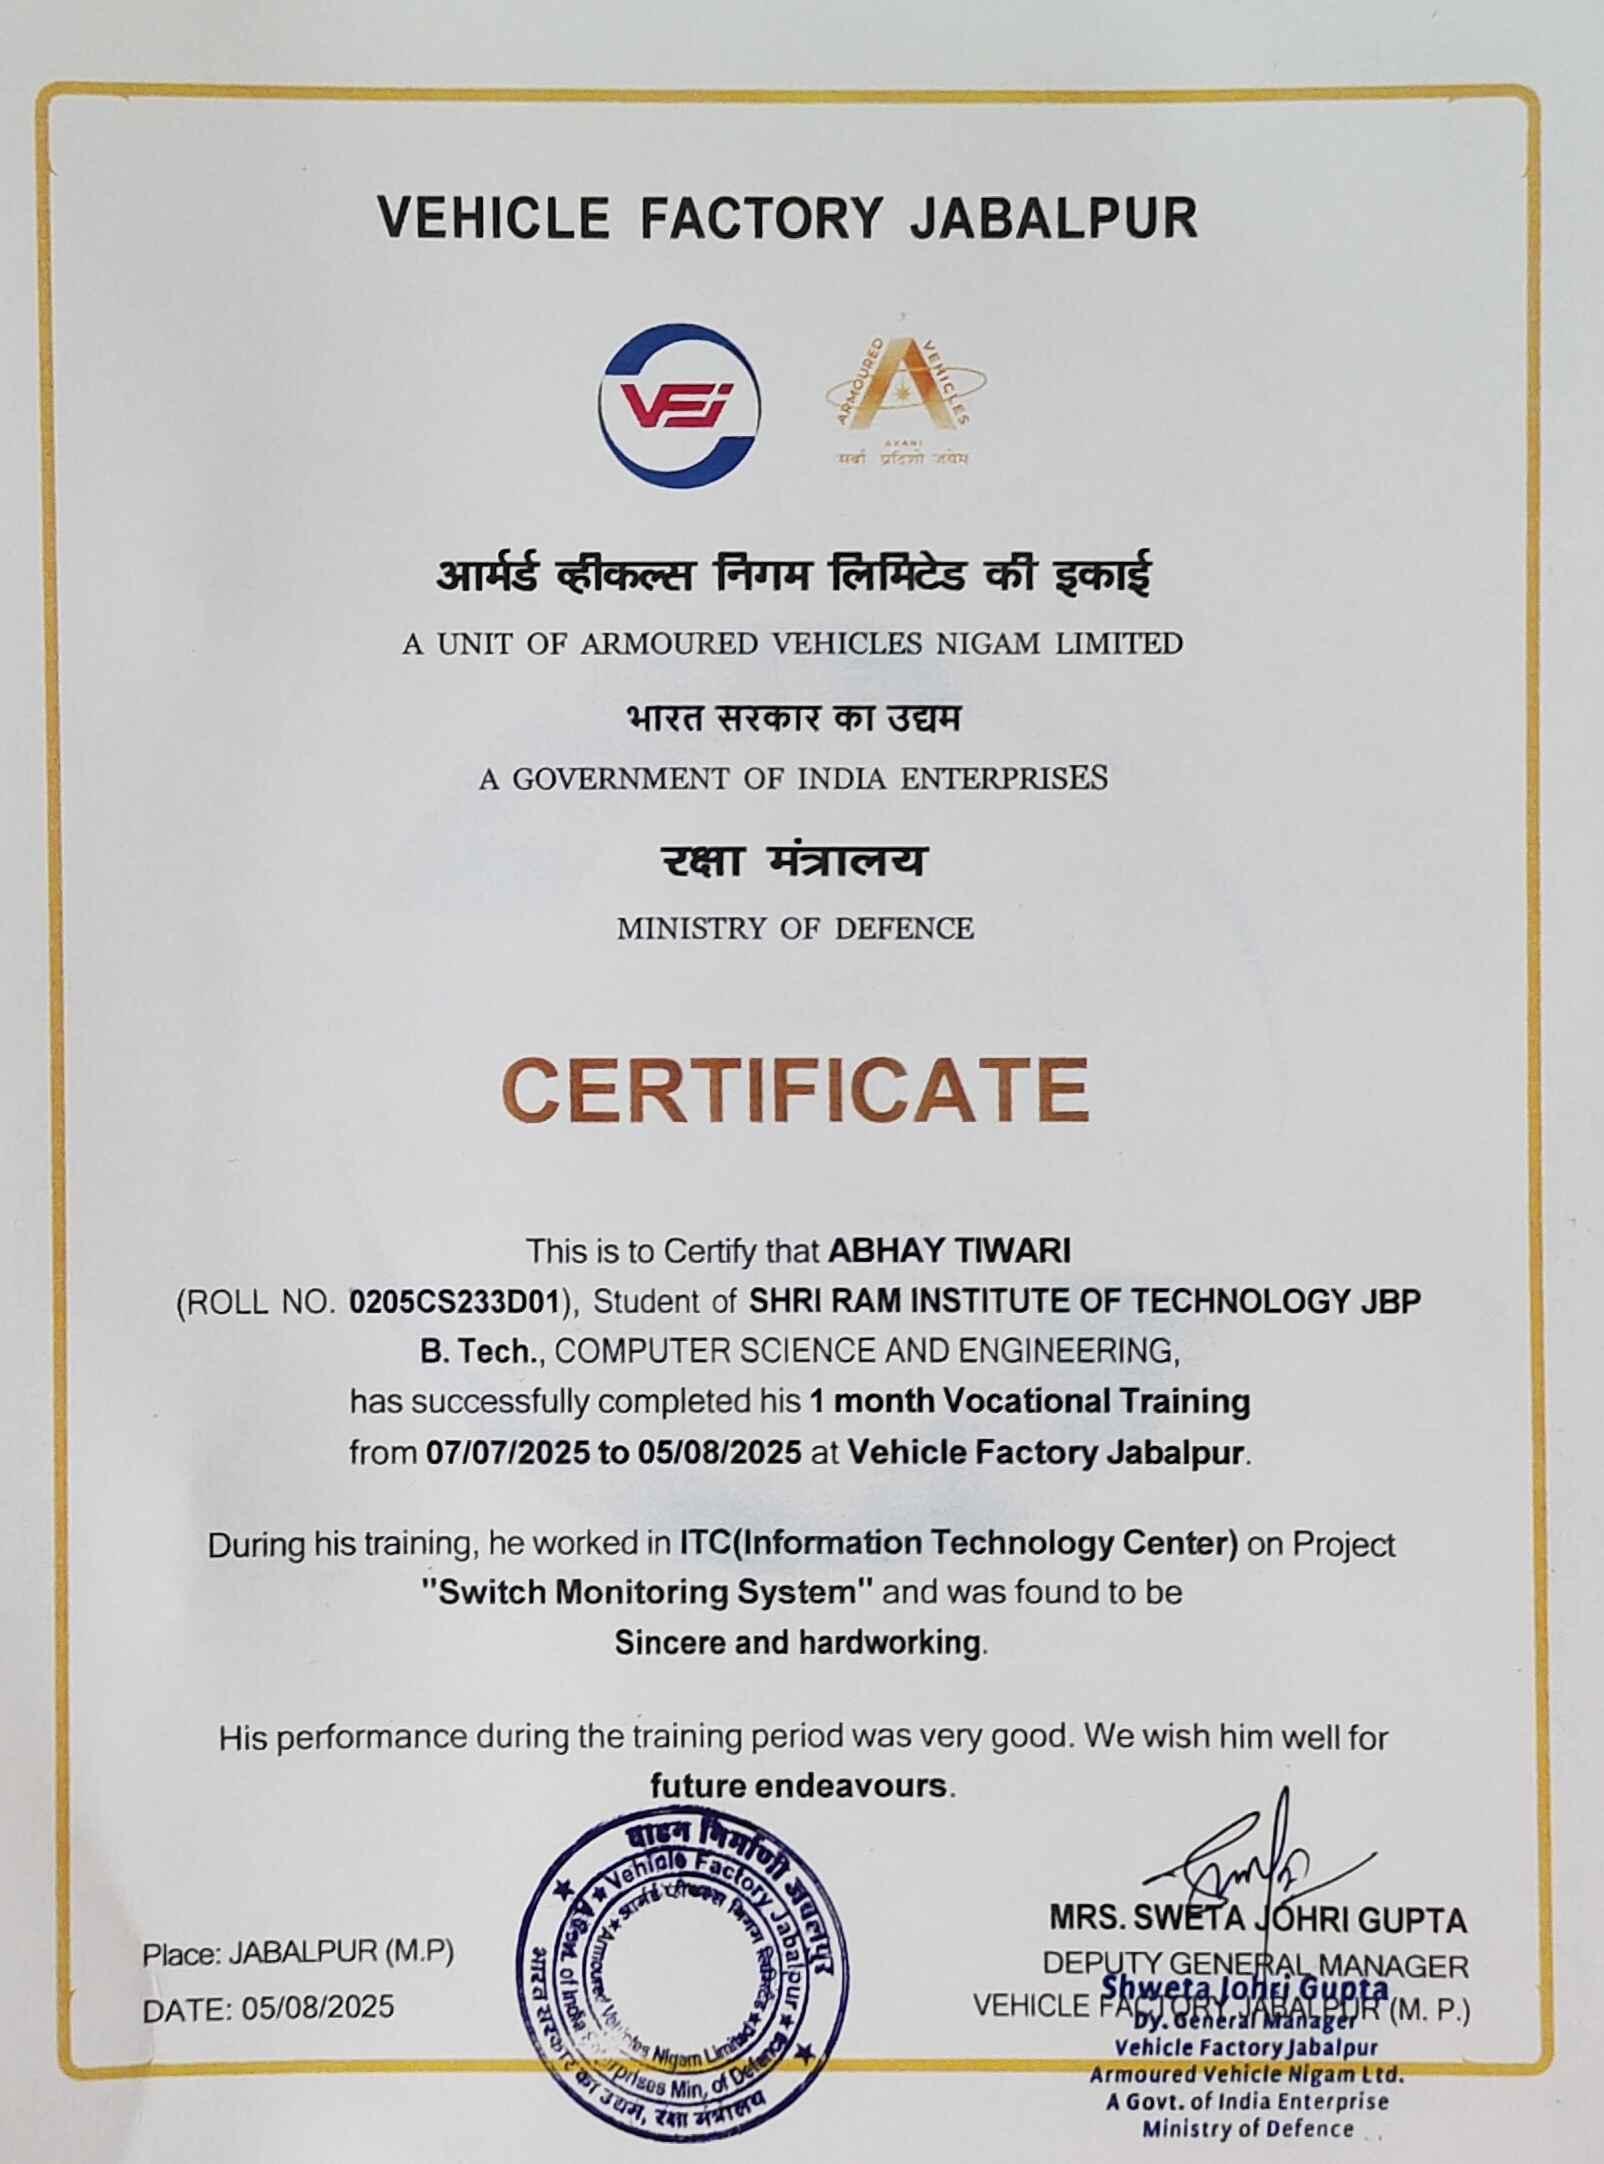 VEHICLE FACTORY JABALPUR
VFJ
ARMOURED VEHICLES
AVANI
सर्वा प्रदिशो जयेम
आर्मर्ड व्हीकल्स निगम लिमिटेड की इकाई
A UNIT OF ARMOURED VEHICLES NIGAM LIMITED
भारत सरकार का उद्यम
A GOVERNMENT OF INDIA ENTERPRISES
रक्षा मंत्रालय
MINISTRY OF DEFENCE
CERTIFICATE
This is to Certify that ABHAY TIWARI
(ROLL NO. 0205CS233D01), Student of SHRI RAM INSTITUTE OF TECHNOLOGY JBP
B. Tech., COMPUTER SCIENCE AND ENGINEERING,
has successfully completed his 1 month Vocational Training
from 07/07/2025 to 05/08/2025 at Vehicle Factory Jabalpur.
During his training, he worked in ITC(Information Technology Center) on Project
"Switch Monitoring System" and was found to be
Sincere and hardworking.
His performance during the training period was very good. We wish him well for
future endeavours.
वाहन निर्माणी जबलपुर
भारत सरकार का उद्यम, रक्षा मंत्रालय
Vehicle Factory Jabalpur
A Govt. of India Enterprises Min. of Defence
आर्मर्ड व्हीकल्स निगम लिमिटेड
Armoured Vehicles Nigam Limited
Place: JABALPUR (M.P)
DATE: 05/08/2025
MRS. SWETA JOHRI GUPTA
DEPUTY GENERAL MANAGER
VEHICLE FACTORY JABALPUR (M. P.)
Shweta Johri Gupta
Dy. General Manager
Vehicle Factory Jabalpur
Armoured Vehicle Nigam Ltd.
A Govt. of India Enterprise
Ministry of Defence